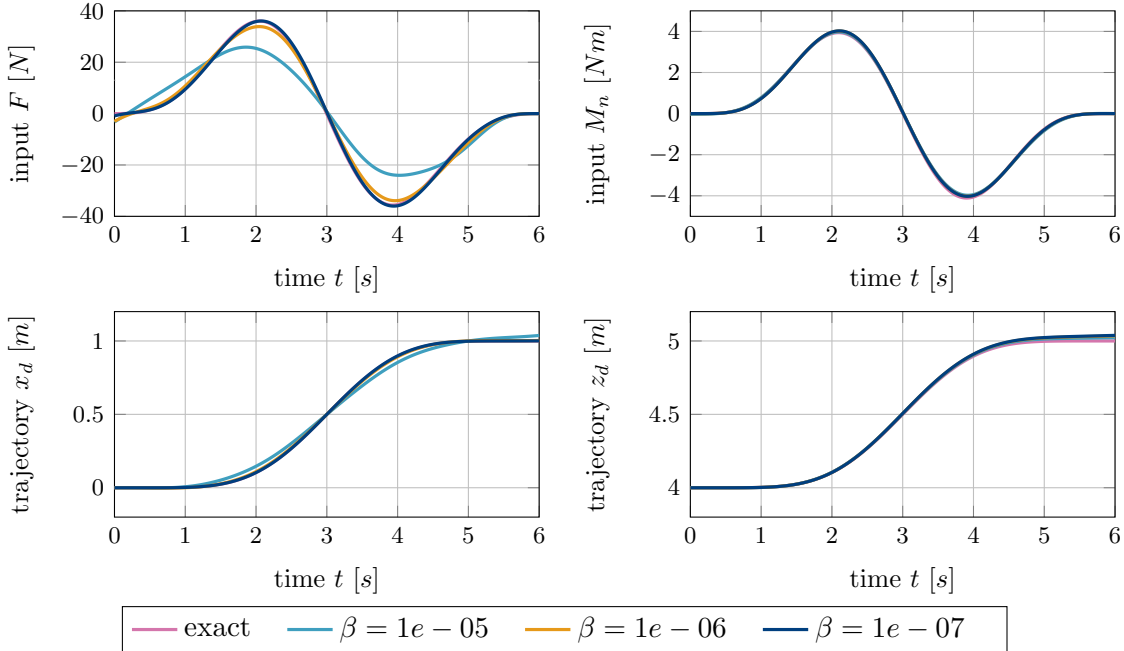 input F [N]
40
20
0
−20
−40
0 1 2 3 4 5 6
time t [s]
input M_n [Nm]
4
2
0
−2
−4
0 1 2 3 4 5 6
time t [s]
trajectory x_d [m]
1
0.5
0
0 1 2 3 4 5 6
time t [s]
trajectory z_d [m]
5
4.5
4
0 1 2 3 4 5 6
time t [s]
exact β = 1e − 05 β = 1e − 06 β = 1e − 07